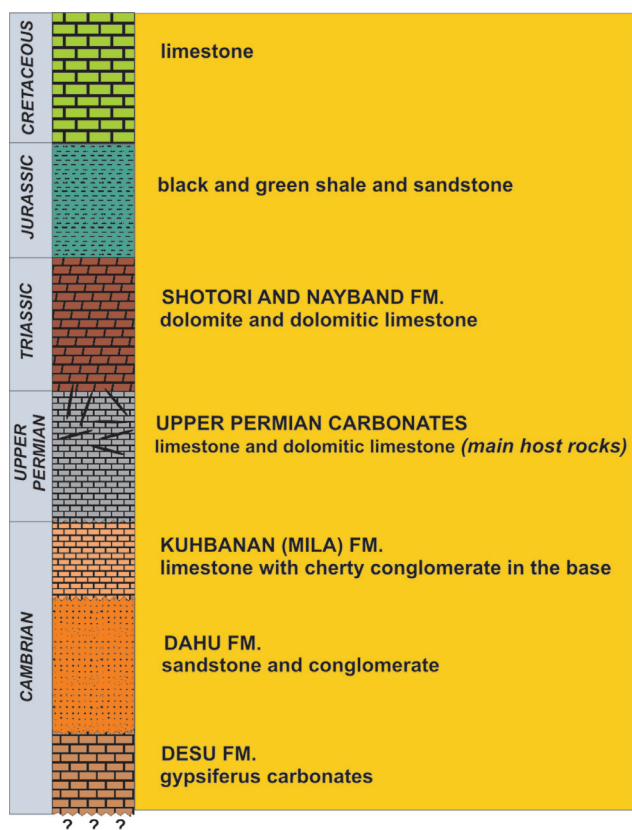 CRETACEOUS
limestone
JURASSIC
black and green shale and sandstone
TRIASSIC
SHOTORI AND NAYBAND FM.
dolomite and dolomitic limestone
UPPER
PERMIAN
UPPER PERMIAN CARBONATES
limestone and dolomitic limestone (main host rocks)
CAMBRIAN
KUHBANAN (MILA) FM.
limestone with cherty conglomerate in the base
DAHU FM.
sandstone and conglomerate
DESU FM.
gypsiferus carbonates
? ? ?